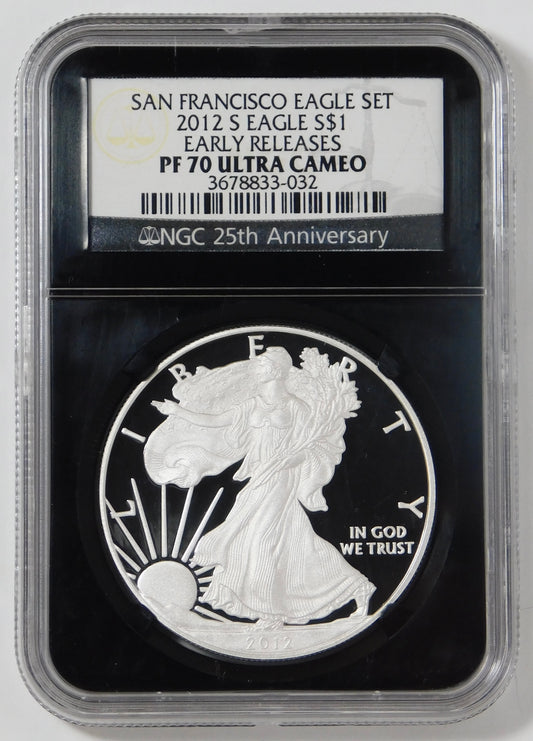 SAN FRANCISCO EAGLE SET
2012 S EAGLE S$1
EARLY RELEASES
PF 70 ULTRA CAMEO
3678833-032
NGC 25th Anniversary
LIBERTY
IN GOD
WE TRUST
2012